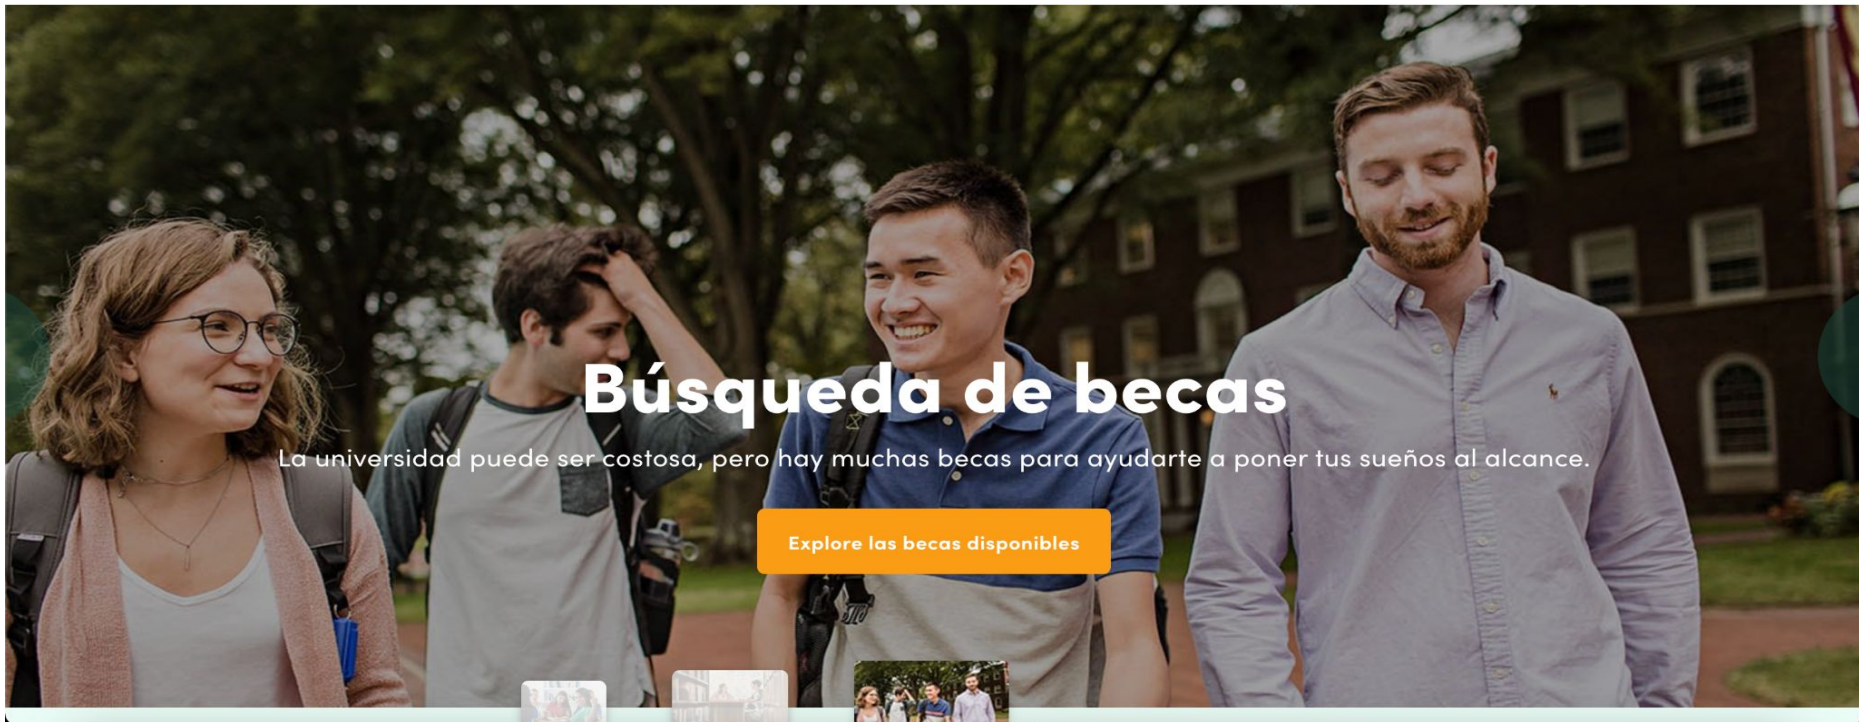 Búsqueda de becas
La universidad puede ser costosa, pero hay muchas becas para ayudarte a poner tus sueños al alcance.
Explore las becas disponibles